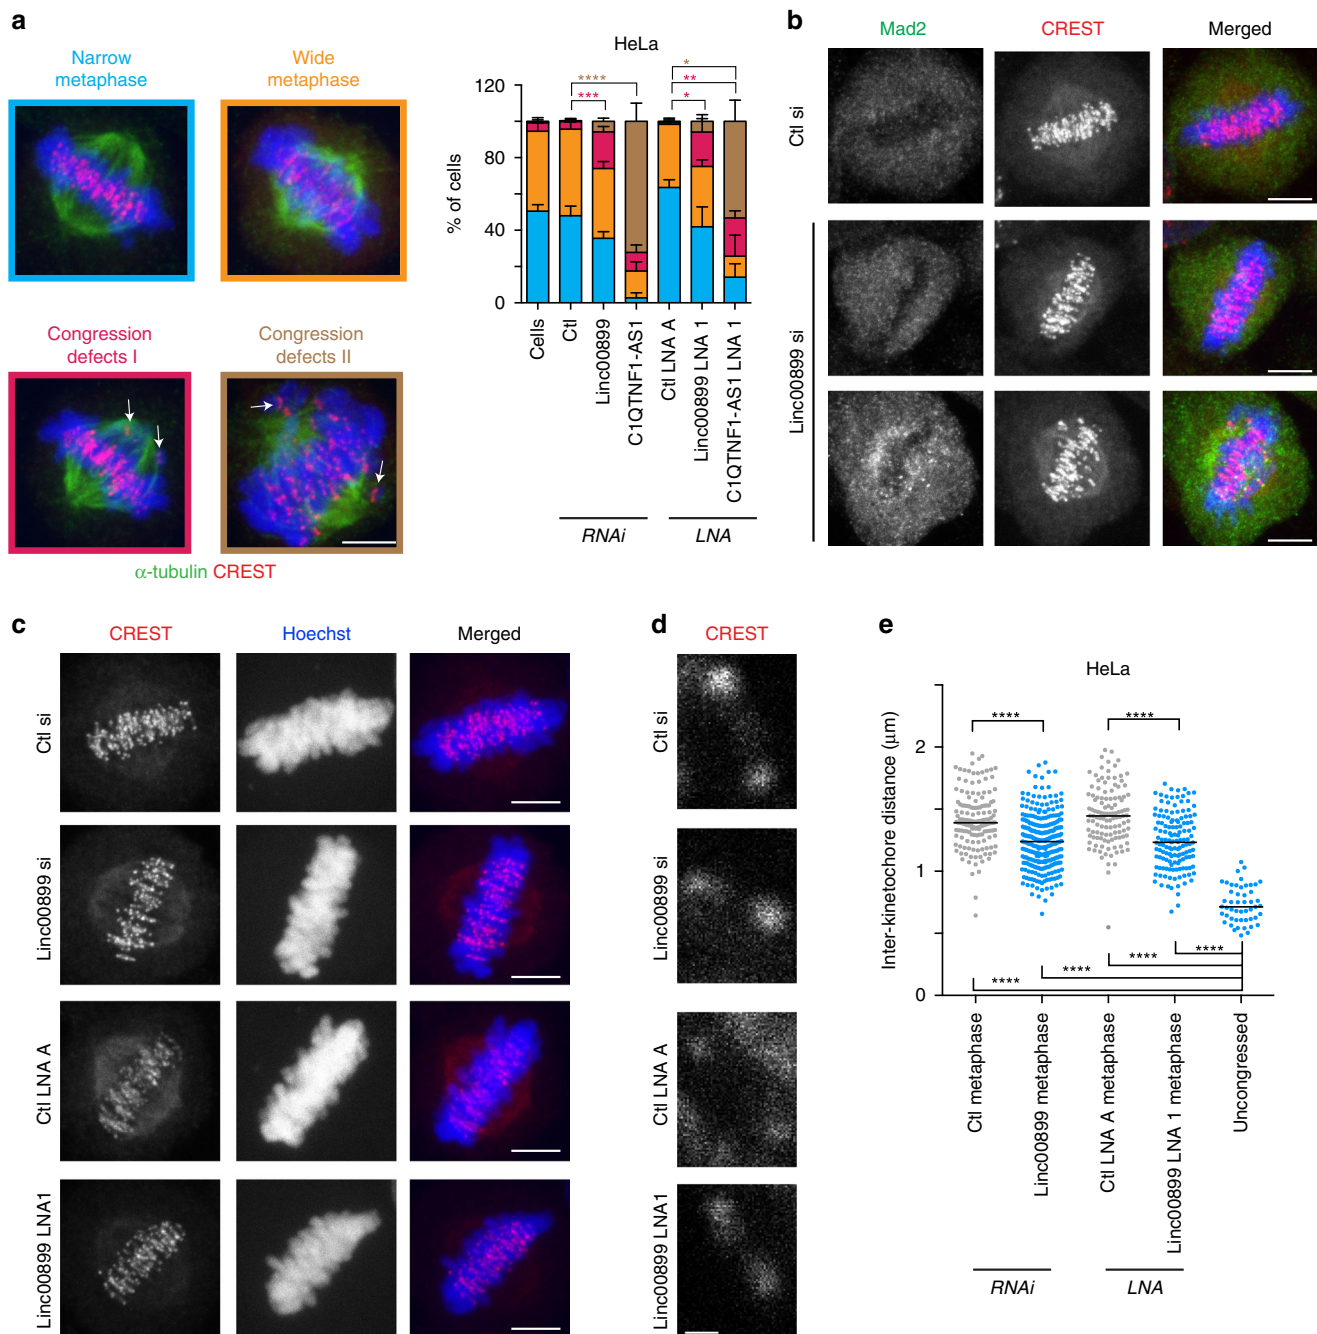 a
Narrow
metaphase
Wide
metaphase
Congression
defects I
Congression
defects II
α-tubulin CREST
HeLa
****
***
*
**
*
% of cells
120
80
40
0
Cells
Ctl
Linc00899
C1QTNF1-AS1
Ctl LNA A
Linc00899 LNA 1
C1QTNF1-AS1 LNA 1
RNAi
LNA
b
Mad2
CREST
Merged
Ctl si
Linc00899 si
c
CREST
Hoechst
Merged
Ctl si
Linc00899 si
Ctl LNA A
Linc00899 LNA1
d
CREST
Ctl si
Linc00899 si
Ctl LNA A
Linc00899 LNA1
e
HeLa
Inter-kinetochore distance (μm)
2
1
0
****
****
****
****
****
****
Ctl metaphase
Linc00899 metaphase
Ctl LNA A metaphase
Linc00899 LNA 1 metaphase
Uncongressed
RNAi
LNA